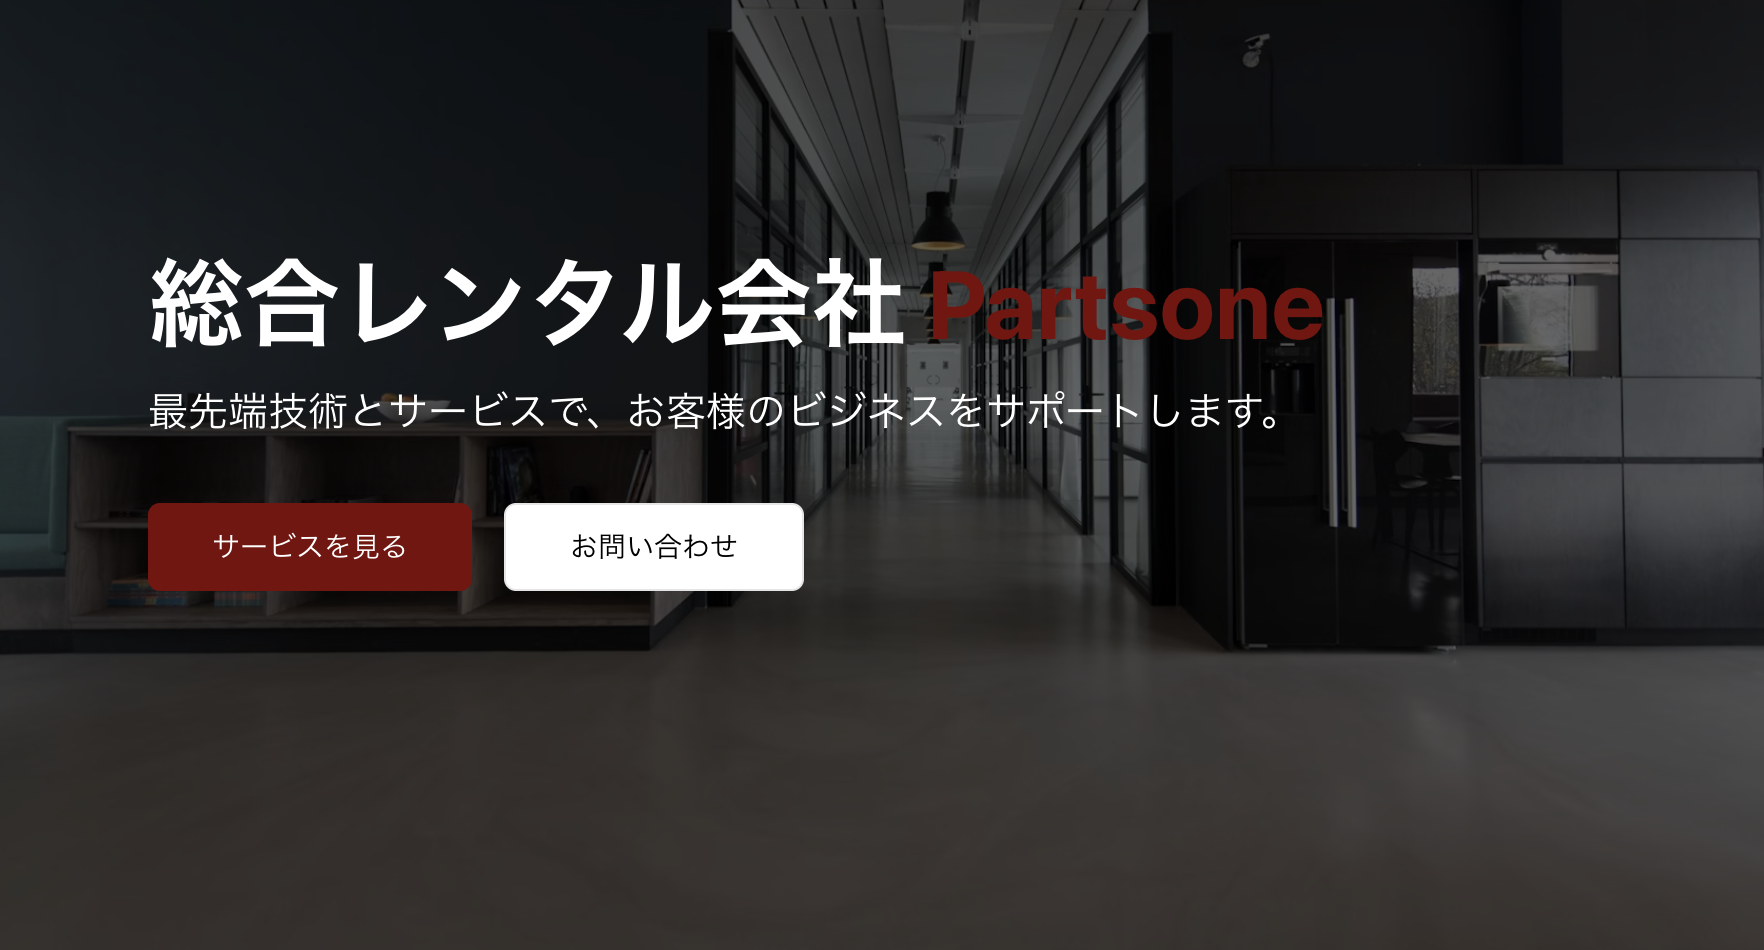 総合レンタル会社 Partsone
最先端技術とサービスで、お客様のビジネスをサポートします。
サービスを見る
お問い合わせ